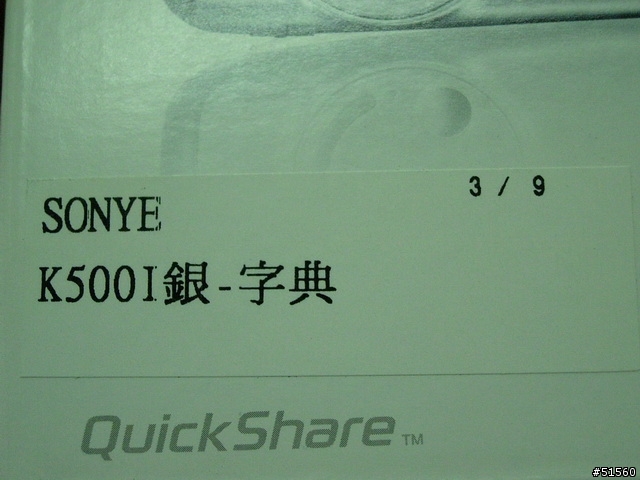 3 / 9
SONYE
K500I銀-字典
QuickShare™
#51560